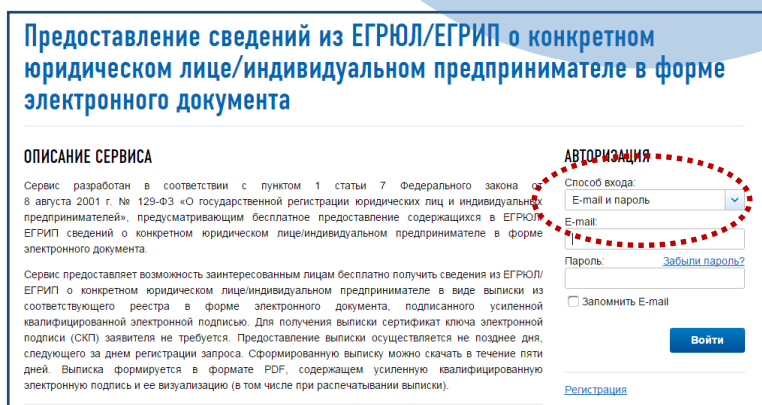 Предоставление сведений из ЕГРЮЛ/ЕГРИП о конкретном
юридическом лице/индивидуальном предпринимателе в форме
электронного документа
ОПИСАНИЕ СЕРВИСА
Сервис разработан в соответствии с пунктом 1 статьи 7 Федерального закона от
8 августа 2001 г. № 129-ФЗ «О государственной регистрации юридических лиц и индивидуальных
предпринимателей», предусматривающим бесплатное предоставление содержащихся в ЕГРЮЛ/
ЕГРИП сведений о конкретном юридическом лице/индивидуальном предпринимателе в форме
электронного документа.
Сервис предоставляет возможность заинтересованным лицам бесплатно получить сведения из ЕГРЮЛ/
ЕГРИП о конкретном юридическом лице/индивидуальном предпринимателе в виде выписки из
соответствующего реестра в форме электронного документа, подписанного усиленной
квалифицированной электронной подписью. Для получения выписки сертификат ключа электронной
подписи (СКП) заявителя не требуется. Предоставление выписки осуществляется не позднее дня,
следующего за днем регистрации запроса. Сформированную выписку можно скачать в течение пяти
дней. Выписка формируется в формате PDF, содержащем усиленную квалифицированную
электронную подпись и ее визуализацию (в том числе при распечатывании выписки).
АВТОРИЗАЦИЯ
Способ входа:
E-mail и пароль
E-mail:
Пароль: Забыли пароль?
Запомнить E-mail
Войти
Регистрация